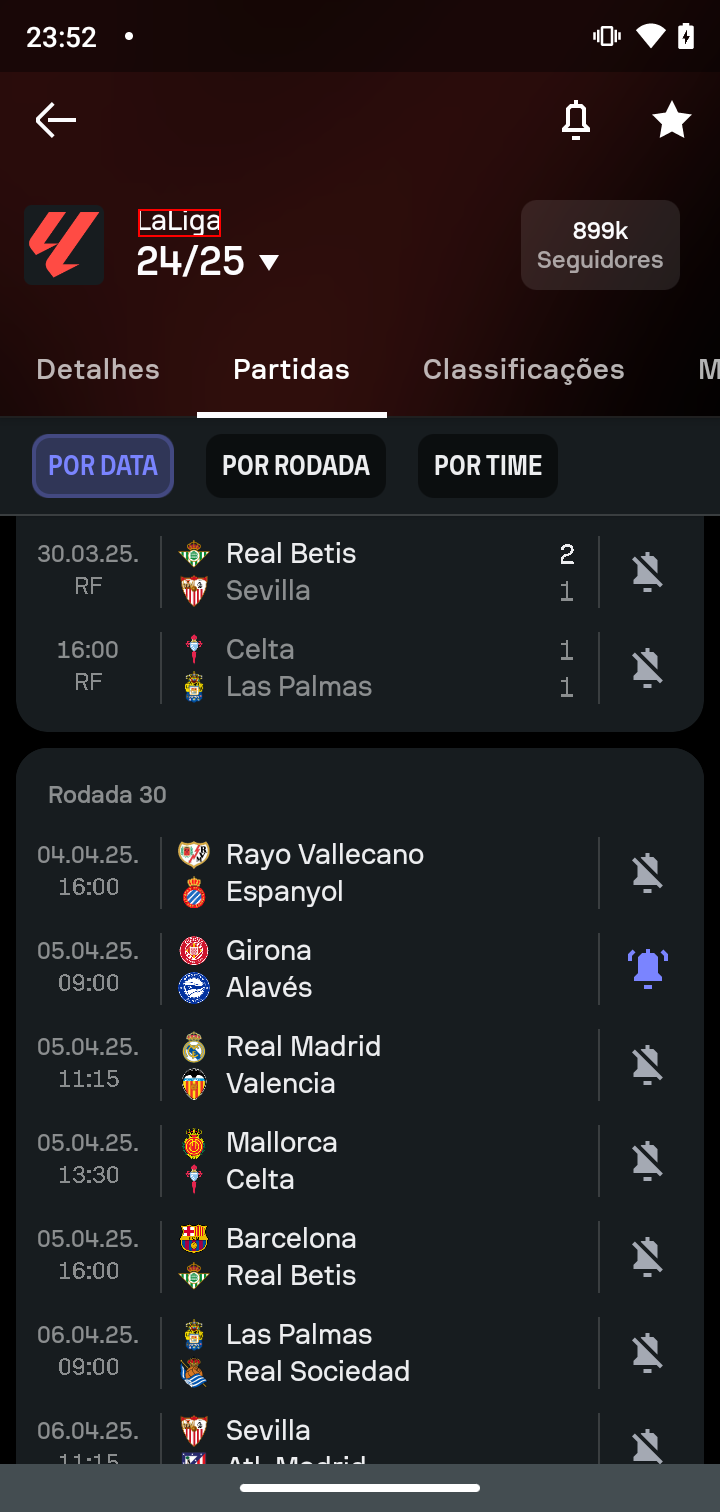 23:52
LaLiga
24/25
899k
Seguidores
Detalhes Partidas Classificações M
POR DATA POR RODADA POR TIME
30.03.25. Real Betis 2
RF Sevilla 1
16:00 Celta 1
RF Las Palmas 1
Rodada 30
04.04.25. Rayo Vallecano
16:00 Espanyol
05.04.25. Girona
09:00 Alavés
05.04.25. Real Madrid
11:15 Valencia
05.04.25. Mallorca
13:30 Celta
05.04.25. Barcelona
16:00 Real Betis
06.04.25. Las Palmas
09:00 Real Sociedad
06.04.25. Sevilla
11:15 Atl. Madrid